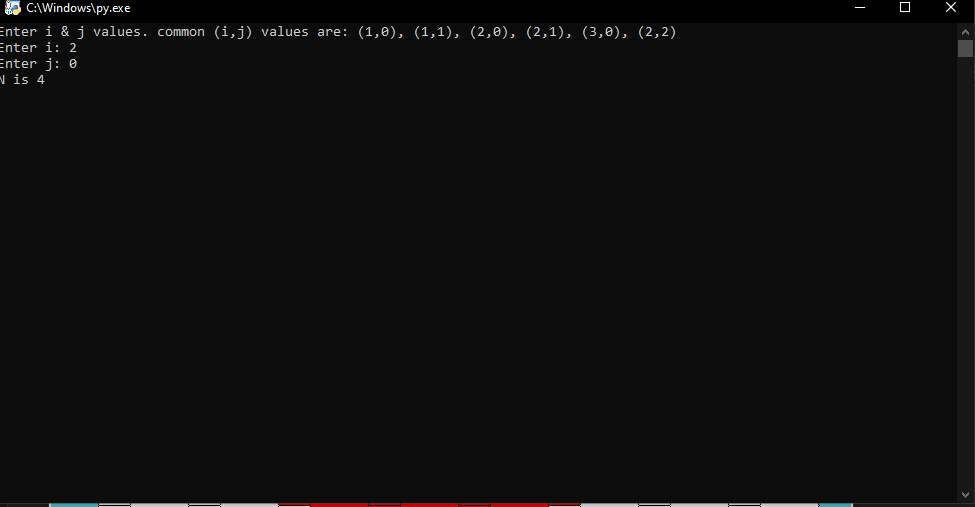 C:\Windows\py.exe
Enter i & j values. common (i,j) values are: (1,0), (1,1), (2,0), (2,1), (3,0), (2,2)
Enter i: 2
Enter j: 0
N is 4